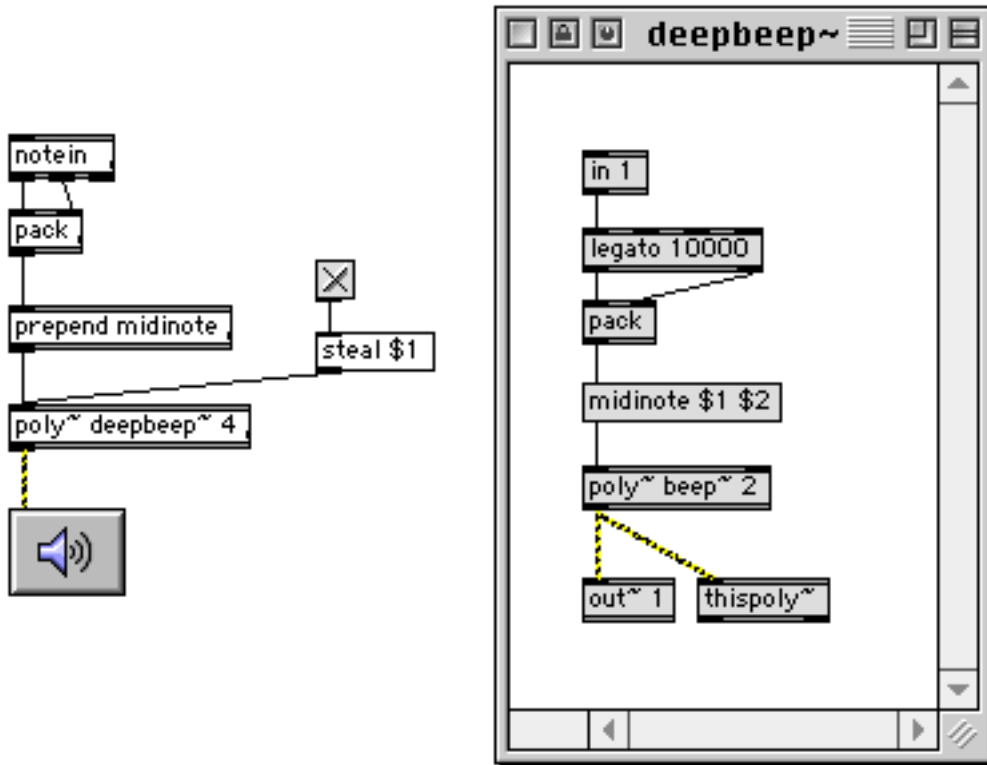 notein
pack
prepend midinote
steal $1
poly~ deepbeep~ 4
deepbeep~
in 1
legato 10000
pack
midinote $1 $2
poly~ beep~ 2
out~ 1
thispoly~